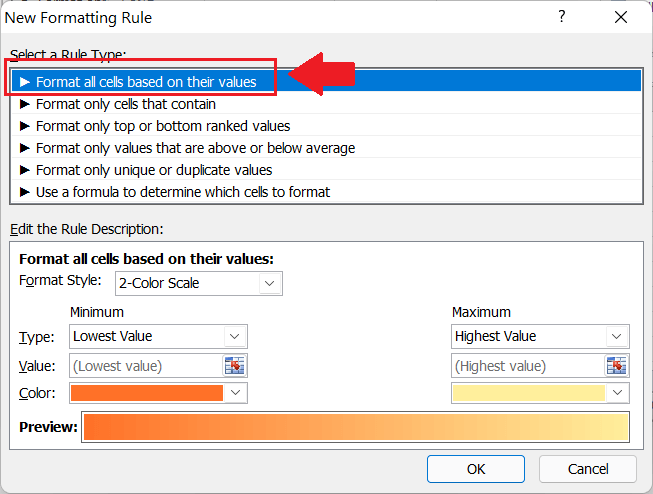 New Formatting Rule
?
Select a Rule Type:
► Format all cells based on their values
► Format only cells that contain
► Format only top or bottom ranked values
► Format only values that are above or below average
► Format only unique or duplicate values
► Use a formula to determine which cells to format
Edit the Rule Description:
Format all cells based on their values:
Format Style: 2-Color Scale
Minimum Maximum
Type: Lowest Value Highest Value
Value: (Lowest value) (Highest value)
Color:
Preview:
OK Cancel